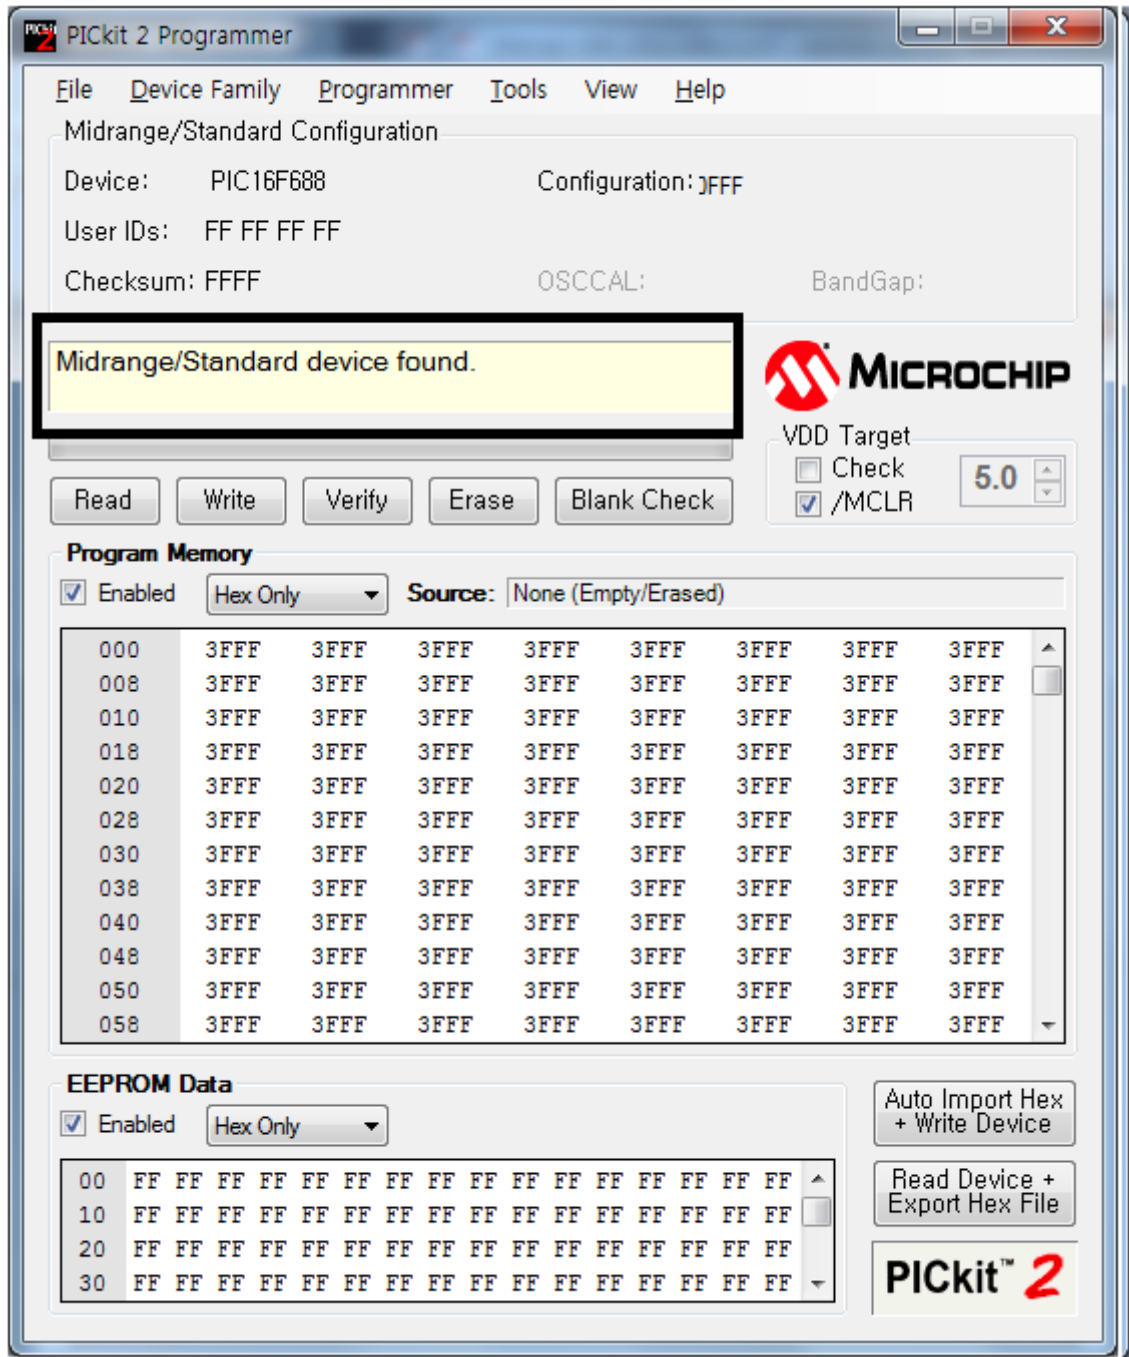 PICkit 2 Programmer
File Device Family Programmer Tools View Help
Midrange/Standard Configuration
Device: PIC16F688 Configuration: 0FFF
User IDs: FF FF FF FF
Checksum: FFFF OSCCAL: BandGap:
Midrange/Standard device found.
MICROCHIP
VDD Target
Check
/MCLR
5.0
Read Write Verify Erase Blank Check
Program Memory
Enabled Hex Only Source: None (Empty/Erased)
000 3FFF 3FFF 3FFF 3FFF 3FFF 3FFF 3FFF 3FFF
008 3FFF 3FFF 3FFF 3FFF 3FFF 3FFF 3FFF 3FFF
010 3FFF 3FFF 3FFF 3FFF 3FFF 3FFF 3FFF 3FFF
018 3FFF 3FFF 3FFF 3FFF 3FFF 3FFF 3FFF 3FFF
020 3FFF 3FFF 3FFF 3FFF 3FFF 3FFF 3FFF 3FFF
028 3FFF 3FFF 3FFF 3FFF 3FFF 3FFF 3FFF 3FFF
030 3FFF 3FFF 3FFF 3FFF 3FFF 3FFF 3FFF 3FFF
038 3FFF 3FFF 3FFF 3FFF 3FFF 3FFF 3FFF 3FFF
040 3FFF 3FFF 3FFF 3FFF 3FFF 3FFF 3FFF 3FFF
048 3FFF 3FFF 3FFF 3FFF 3FFF 3FFF 3FFF 3FFF
050 3FFF 3FFF 3FFF 3FFF 3FFF 3FFF 3FFF 3FFF
058 3FFF 3FFF 3FFF 3FFF 3FFF 3FFF 3FFF 3FFF
EEPROM Data
Enabled Hex Only
00 FF FF FF FF FF FF FF FF FF FF FF FF FF FF FF FF
10 FF FF FF FF FF FF FF FF FF FF FF FF FF FF FF FF
20 FF FF FF FF FF FF FF FF FF FF FF FF FF FF FF FF
30 FF FF FF FF FF FF FF FF FF FF FF FF FF FF FF FF
Auto Import Hex
+ Write Device
Read Device +
Export Hex File
PICkit™ 2